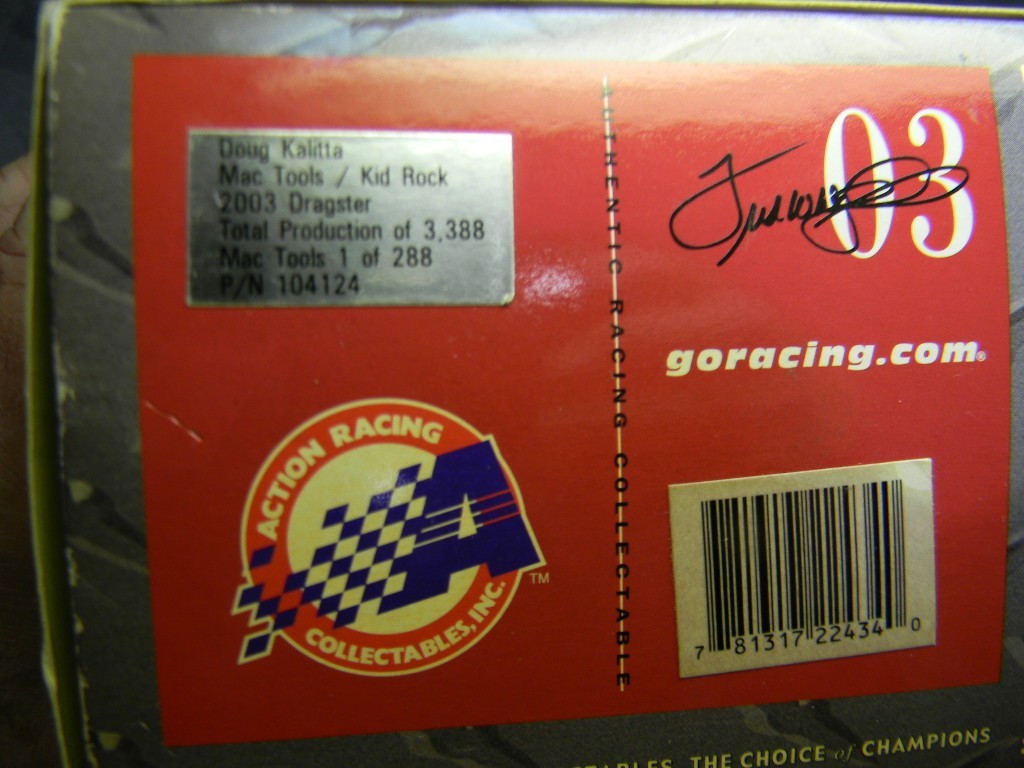 Doug Kalitta
Mac Tools / Kid Rock
2003 Dragster
Total Production of 3,388
Mac Tools 1 of 288
P/N 104124
ACTION RACING
COLLECTABLES, INC.
TM
AUTHENTIC RACING COLLECTABLE
03
goracing.com®
7 81317 22434 0
THE CHOICE of CHAMPIONS